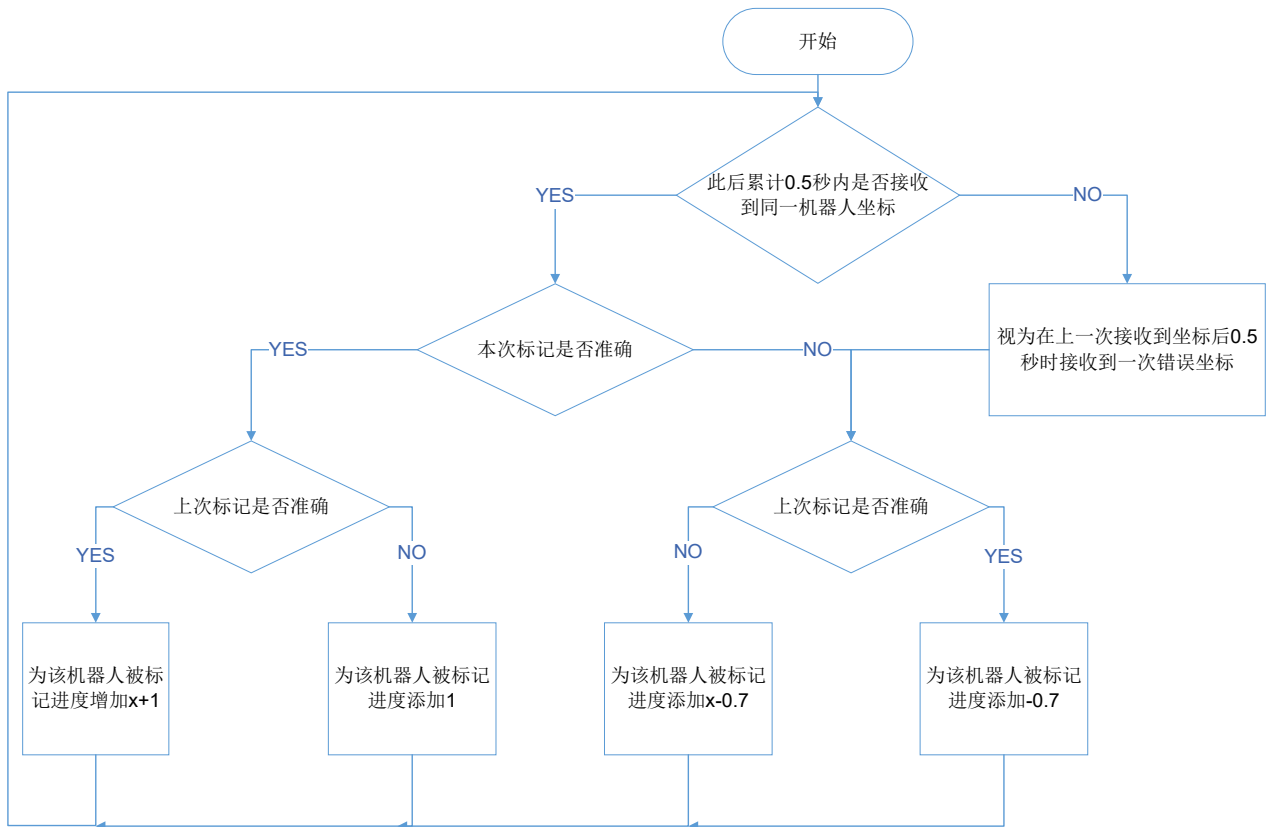 开始
此后累计0.5秒内是否接收
到同一机器人坐标
YES
NO
本次标记是否准确
视为在上一次接收到坐标后0.5
秒时接收到一次错误坐标
YES
NO
上次标记是否准确
上次标记是否准确
YES
NO
NO
YES
为该机器人被标
记进度增加x+1
为该机器人被标记
进度添加1
为该机器人被标记
进度添加x-0.7
为该机器人被标记
进度添加-0.7